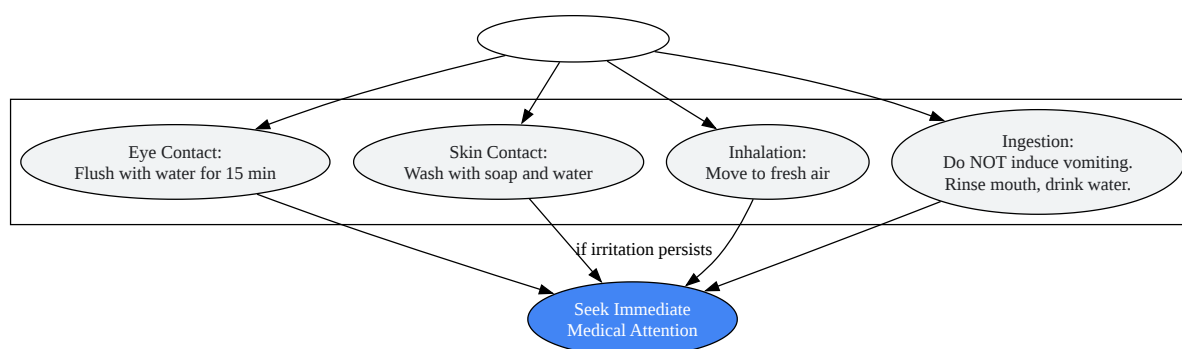 Eye Contact:
Flush with water for 15 min
Skin Contact:
Wash with soap and water
Inhalation:
Move to fresh air
Ingestion:
Do NOT induce vomiting.
Rinse mouth, drink water.
if irritation persists
Seek Immediate
Medical Attention